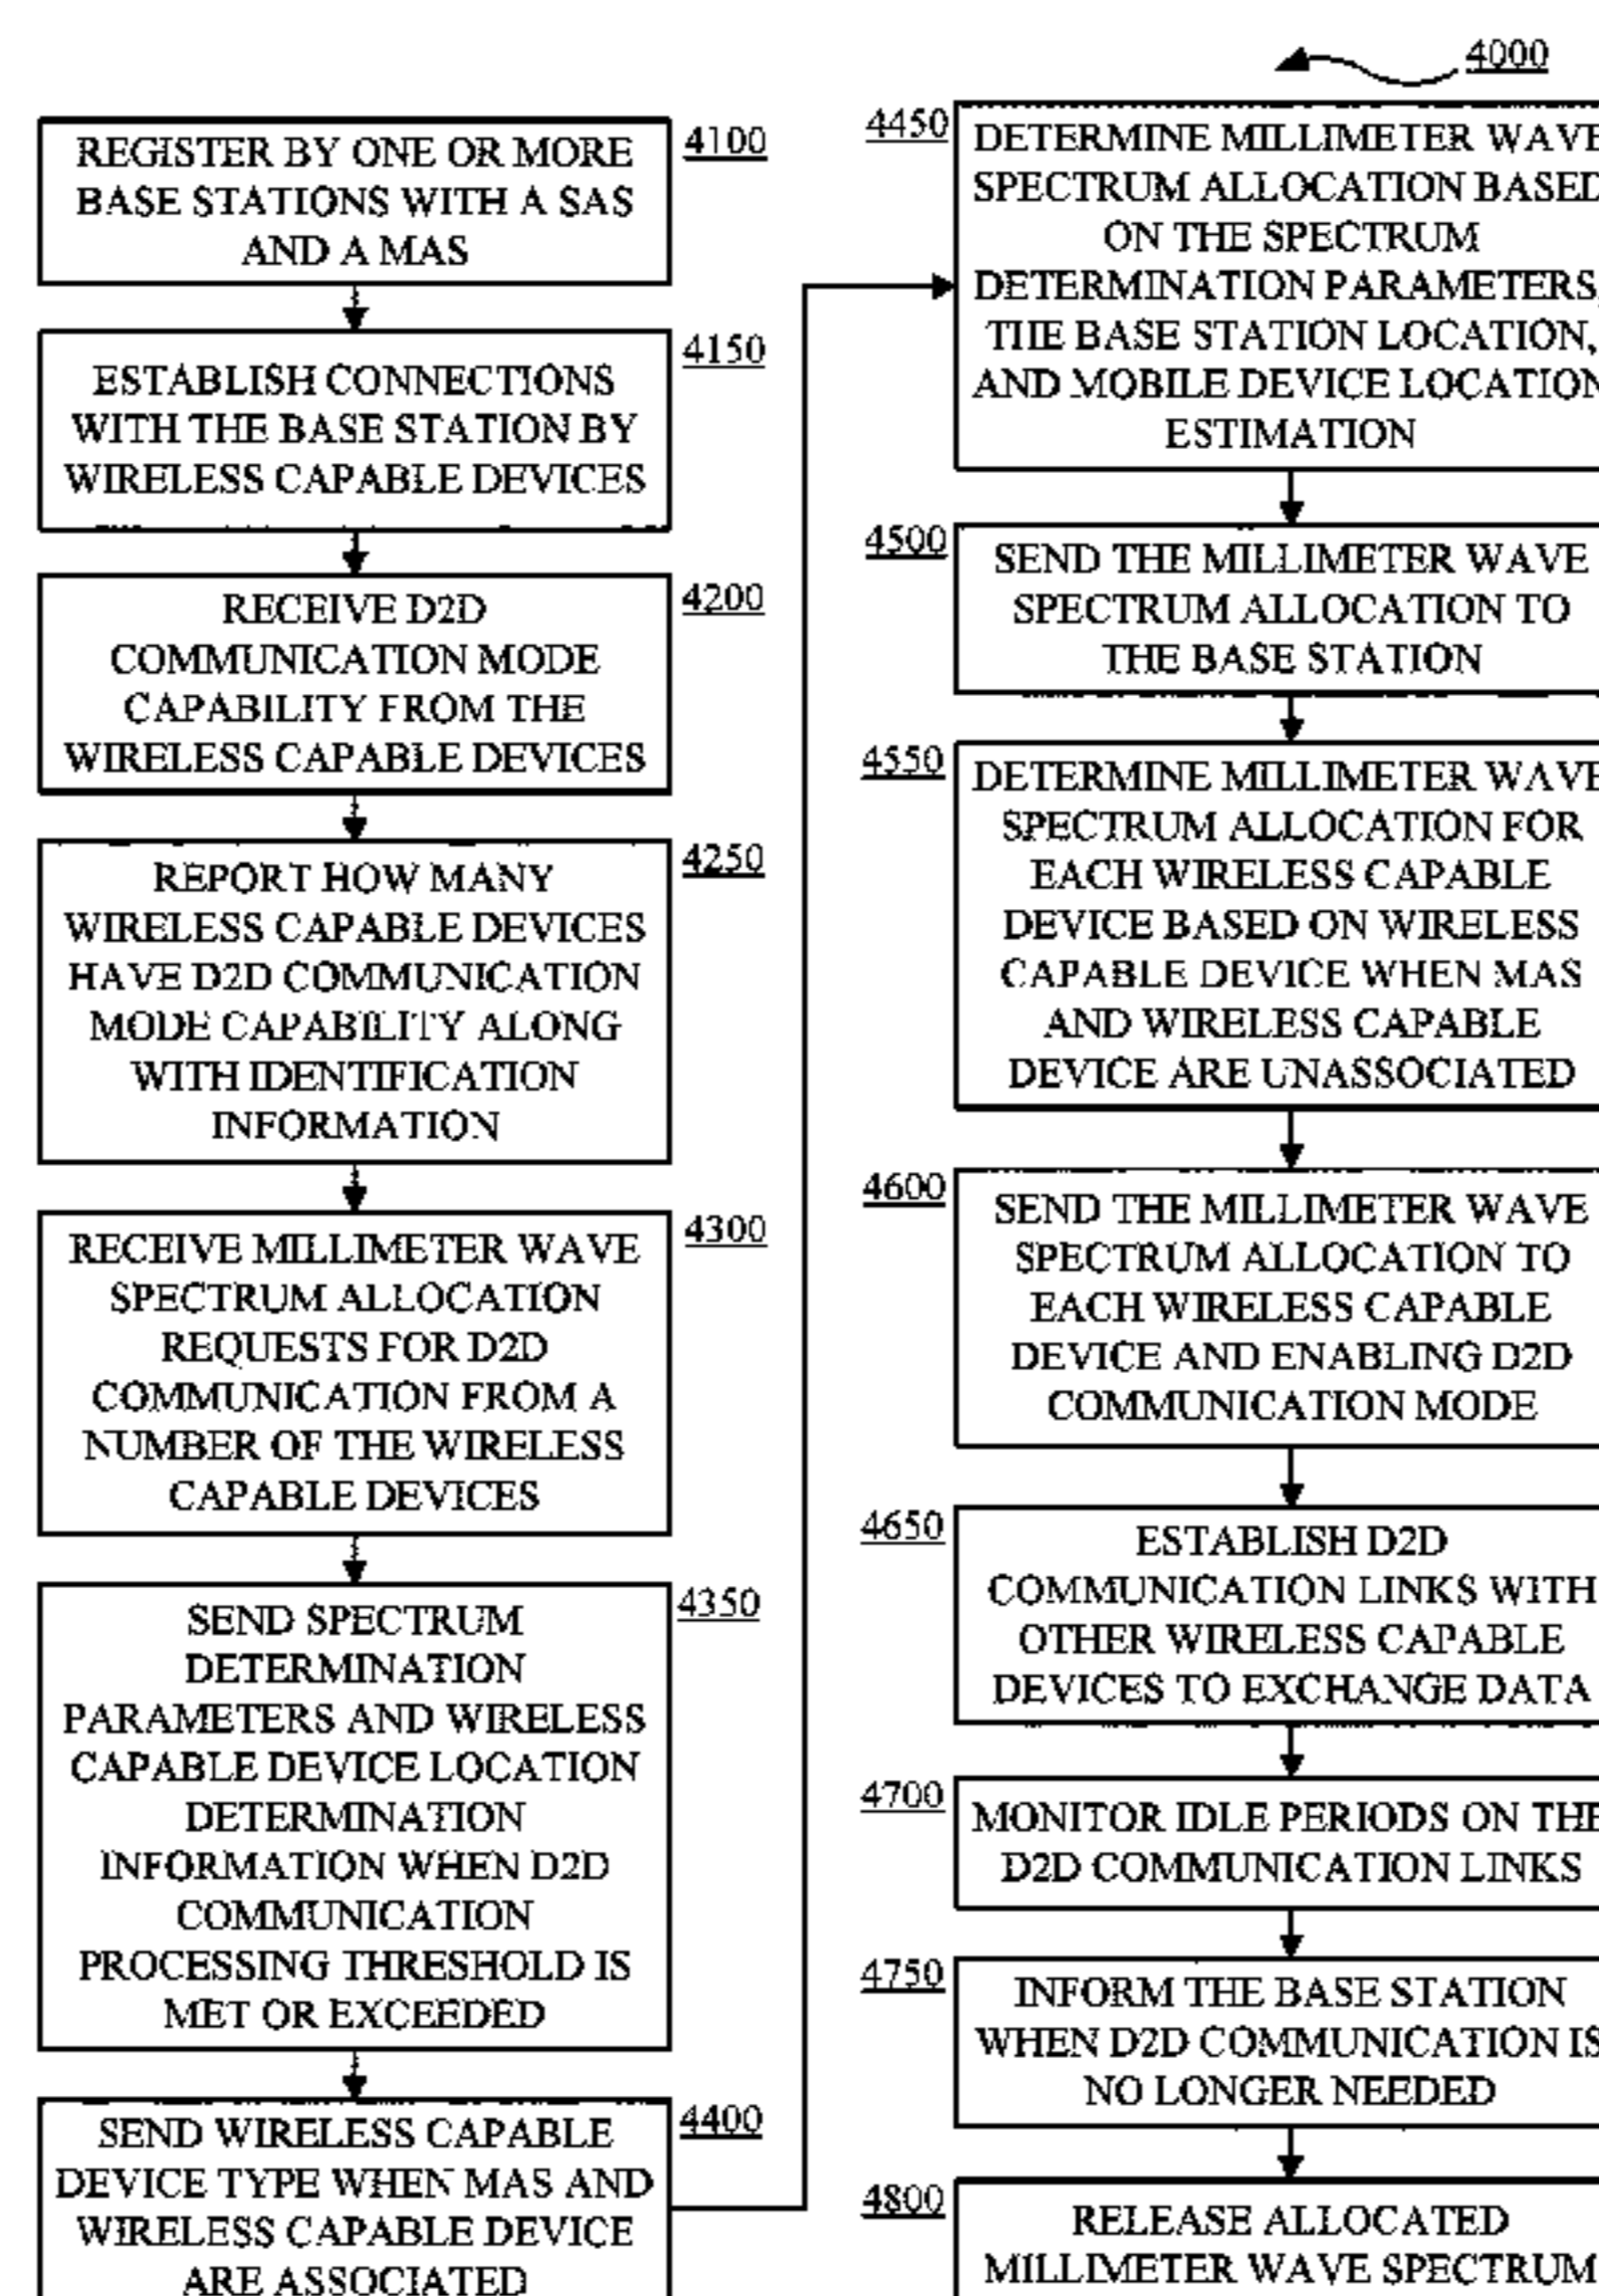 4000
REGISTER BY ONE OR MORE
BASE STATIONS WITH A SAS
AND A MAS
4100
ESTABLISH CONNECTIONS
WITH THE BASE STATION BY
WIRELESS CAPABLE DEVICES
4150
RECEIVE D2D
COMMUNICATION MODE
CAPABILITY FROM THE
WIRELESS CAPABLE DEVICES
4200
REPORT HOW MANY
WIRELESS CAPABLE DEVICES
HAVE D2D COMMUNICATION
MODE CAPABILITY ALONG
WITH IDENTIFICATION
INFORMATION
4250
RECEIVE MILLIMETER WAVE
SPECTRUM ALLOCATION
REQUESTS FOR D2D
COMMUNICATION FROM A
NUMBER OF THE WIRELESS
CAPABLE DEVICES
4300
SEND SPECTRUM
DETERMINATION
PARAMETERS AND WIRELESS
CAPABLE DEVICE LOCATION
DETERMINATION
INFORMATION WHEN D2D
COMMUNICATION
PROCESSING THRESHOLD IS
MET OR EXCEEDED
4350
SEND WIRELESS CAPABLE
DEVICE TYPE WHEN MAS AND
WIRELESS CAPABLE DEVICE
ARE ASSOCIATED
4400
4450
DETERMINE MILLIMETER WAVE
SPECTRUM ALLOCATION BASED
ON THE SPECTRUM
DETERMINATION PARAMETERS,
THE BASE STATION LOCATION,
AND MOBILE DEVICE LOCATION
ESTIMATION
4500
SEND THE MILLIMETER WAVE
SPECTRUM ALLOCATION TO
THE BASE STATION
4550
DETERMINE MILLIMETER WAVE
SPECTRUM ALLOCATION FOR
EACH WIRELESS CAPABLE
DEVICE BASED ON WIRELESS
CAPABLE DEVICE WHEN MAS
AND WIRELESS CAPABLE
DEVICE ARE UNASSOCIATED
4600
SEND THE MILLIMETER WAVE
SPECTRUM ALLOCATION TO
EACH WIRELESS CAPABLE
DEVICE AND ENABLING D2D
COMMUNICATION MODE
4650
ESTABLISH D2D
COMMUNICATION LINKS WITH
OTHER WIRELESS CAPABLE
DEVICES TO EXCHANGE DATA
4700
MONITOR IDLE PERIODS ON THE
D2D COMMUNICATION LINKS
4750
INFORM THE BASE STATION
WHEN D2D COMMUNICATION IS
NO LONGER NEEDED
4800
RELEASE ALLOCATED
MILLIMETER WAVE SPECTRUM